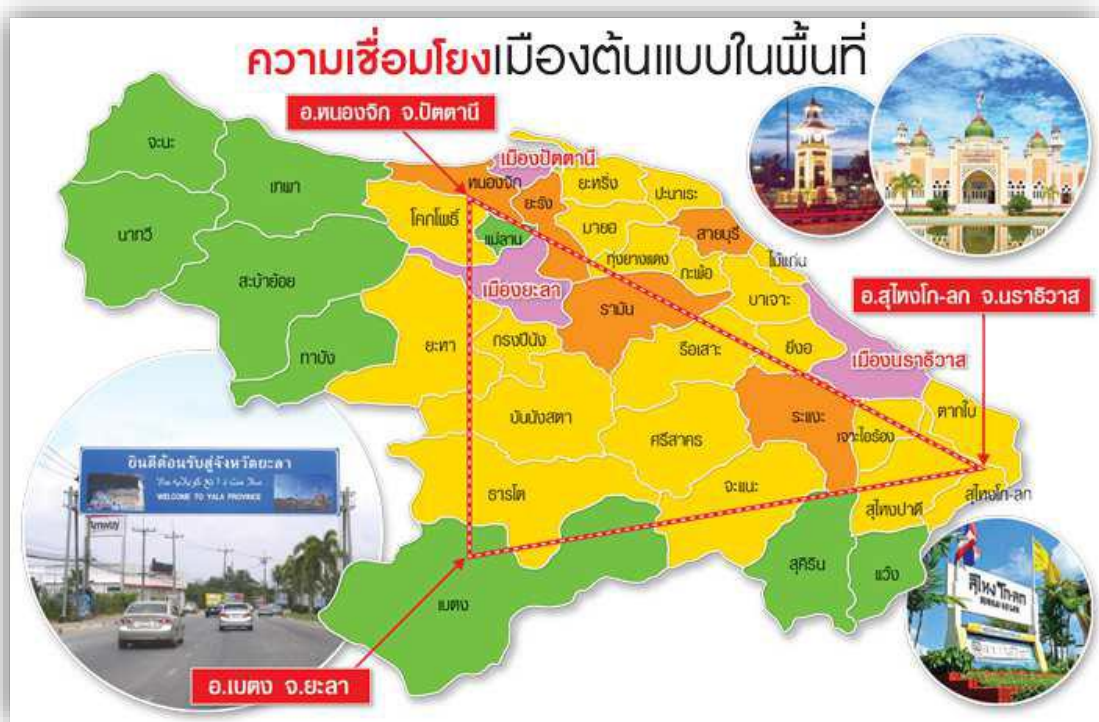 ความเชื่อมโยงเมืองต้นแบบในพื้นที่
อ.หนองจิก จ.ปัตตานี
จะนะ
เทพา
นาทวี
สะบ้าย้อย
หนองจิก
เมืองปัตตานี
ยะหริ่ง
ปะนาเระ
ยะรัง
โคกโพธิ์
แม่ลาน
มายอ
สายบุรี
ทุ่งยางแดง
กะพ้อ
ไม้แก่น
เมืองยะลา
บาเจาะ
อ.สุไหงโก-ลก จ.นราธิวาส
รามัน
ยะหา
กรงปินัง
รือเสาะ
ยี่งอ
เมืองนราธิวาส
กาบัง
บันนังสตา
ศรีสาคร
ระแงะ
เจาะไอร้อง
ตากใบ
ยินดีต้อนรับสู่จังหวัดยะลา
WELCOME TO YALA PROVINCE
Amway
ธารโต
จะแนะ
สุไหงปาดี
สุไหงโก-ลก
เบตง
สุคิริน
แว้ง
สุไหงโก-ลก
อ.เบตง จ.ยะลา